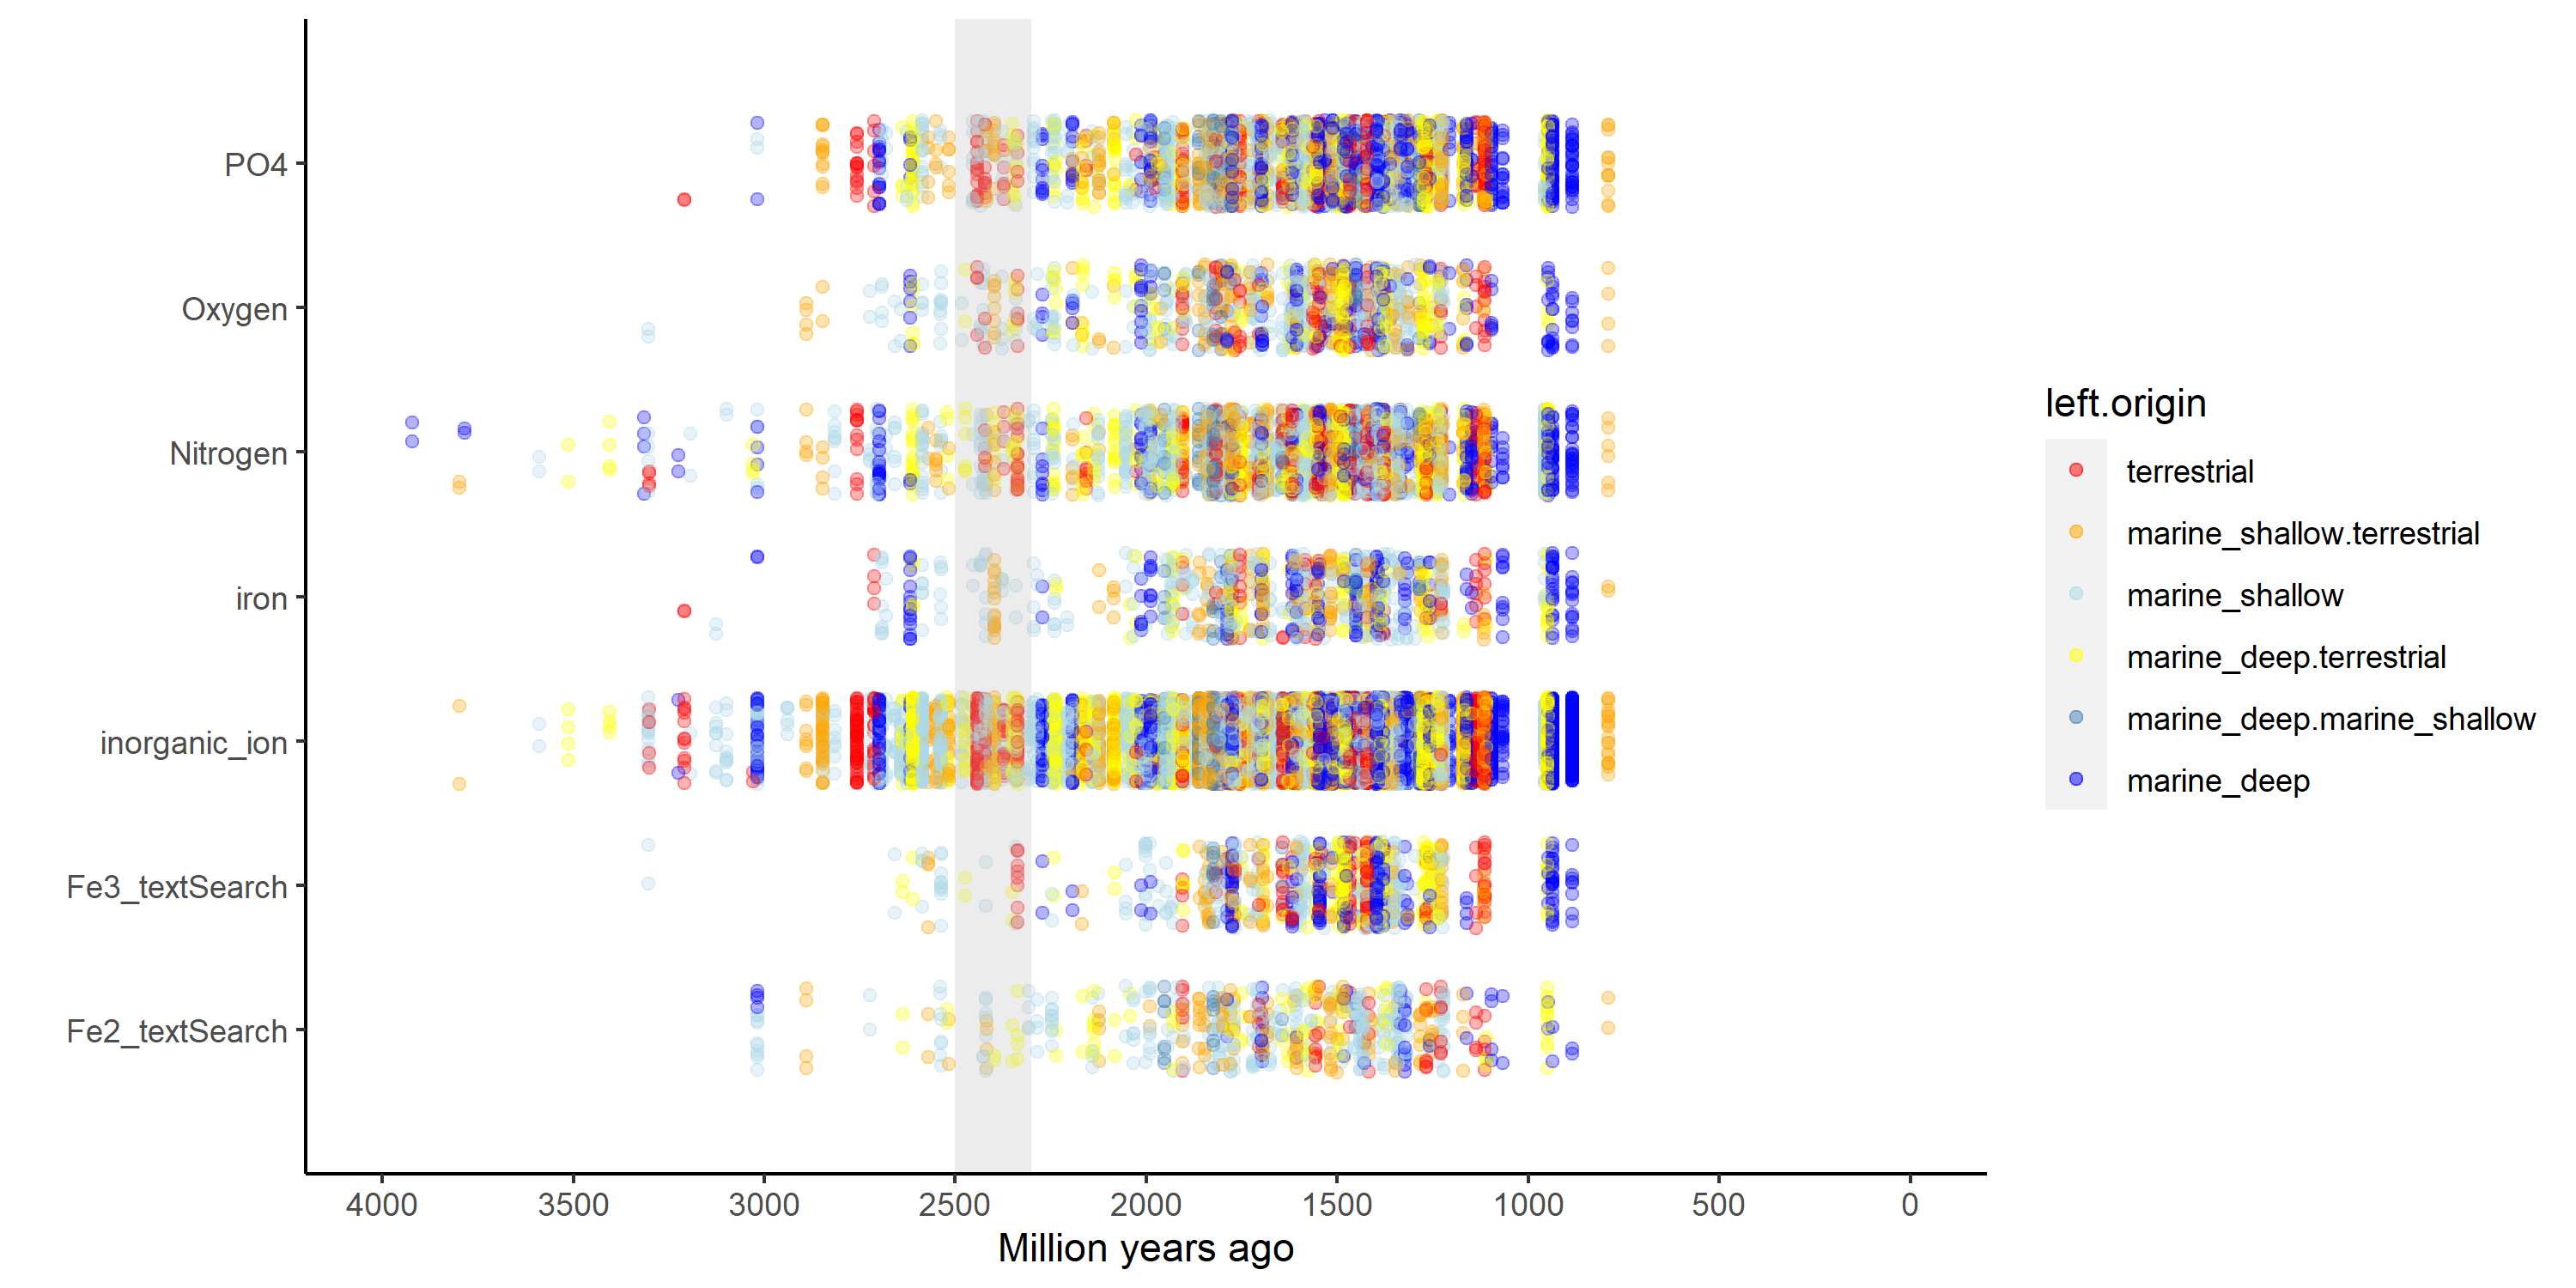 PO4
Oxygen
Nitrogen
iron
inorganic_ion
Fe3_textSearch
Fe2_textSearch
4000 3500 3000 2500 2000 1500 1000 500 0
Million years ago
left.origin
terrestrial
marine_shallow.terrestrial
marine_shallow
marine_deep.terrestrial
marine_deep.marine_shallow
marine_deep